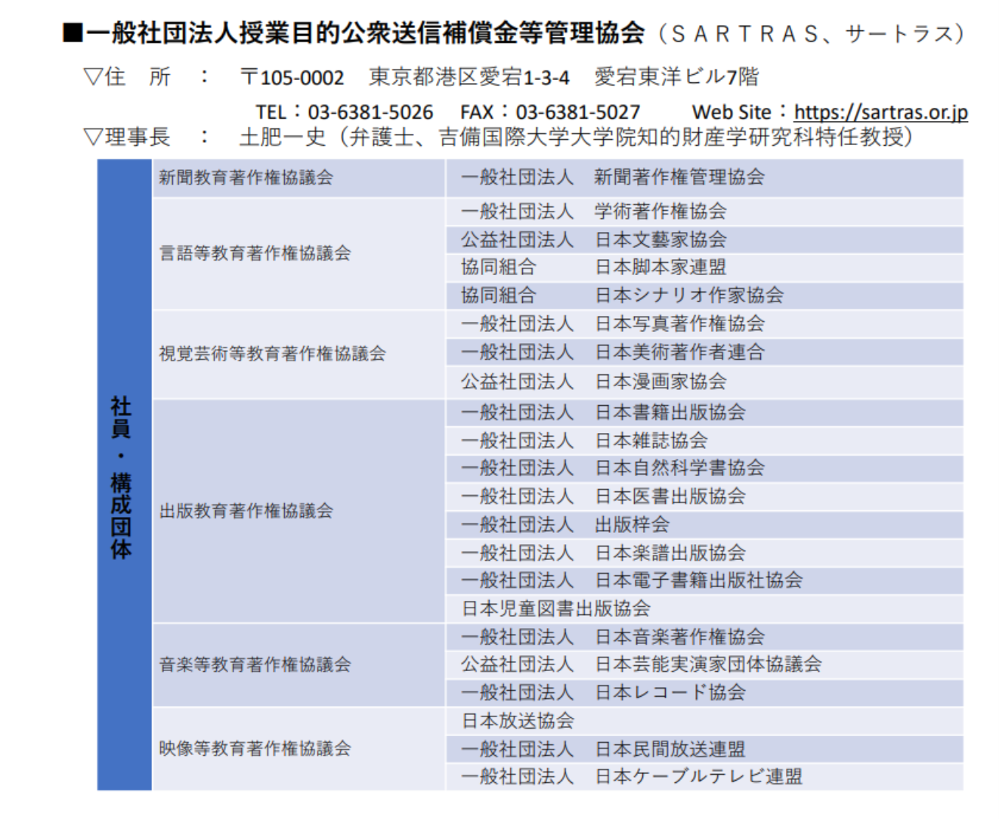 ■一般社団法人授業目的公衆送信補償金等管理協会（ＳＡＲＴＲＡＳ、サートラス）
▽住　所　：　〒105-0002　東京都港区愛宕1-3-4　愛宕東洋ビル7階
TEL：03-6381-5026　FAX：03-6381-5027　Web Site：https://sartras.or.jp
▽理事長　：　土肥一史（弁護士、吉備国際大学大学院知的財産学研究科特任教授）
社員・構成団体
新聞教育著作権協議会
一般社団法人　新聞著作権管理協会
言語等教育著作権協議会
一般社団法人　学術著作権協会
公益社団法人　日本文藝家協会
協同組合　日本脚本家連盟
協同組合　日本シナリオ作家協会
視覚芸術等教育著作権協議会
一般社団法人　日本写真著作権協会
一般社団法人　日本美術著作者連合
公益社団法人　日本漫画家協会
出版教育著作権協議会
一般社団法人　日本書籍出版協会
一般社団法人　日本雑誌協会
一般社団法人　日本自然科学書協会
一般社団法人　日本医書出版協会
一般社団法人　出版梓会
一般社団法人　日本楽譜出版協会
一般社団法人　日本電子書籍出版社協会
日本児童図書出版協会
音楽等教育著作権協議会
一般社団法人　日本音楽著作権協会
公益社団法人　日本芸能実演家団体協議会
一般社団法人　日本レコード協会
映像等教育著作権協議会
日本放送協会
一般社団法人　日本民間放送連盟
一般社団法人　日本ケーブルテレビ連盟